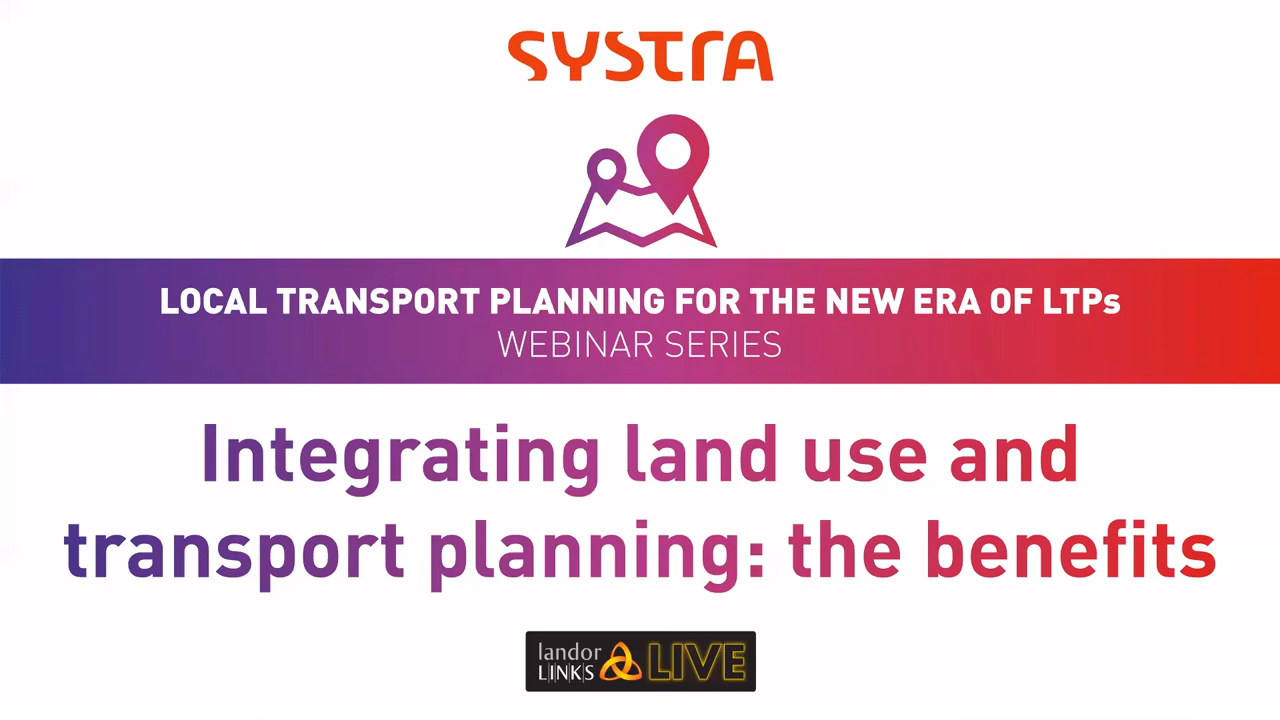 SYSTRA
LOCAL TRANSPORT PLANNING FOR THE NEW ERA OF LTPs
WEBINAR SERIES
Integrating land use and
transport planning: the benefits
landor
LINKS
LIVE